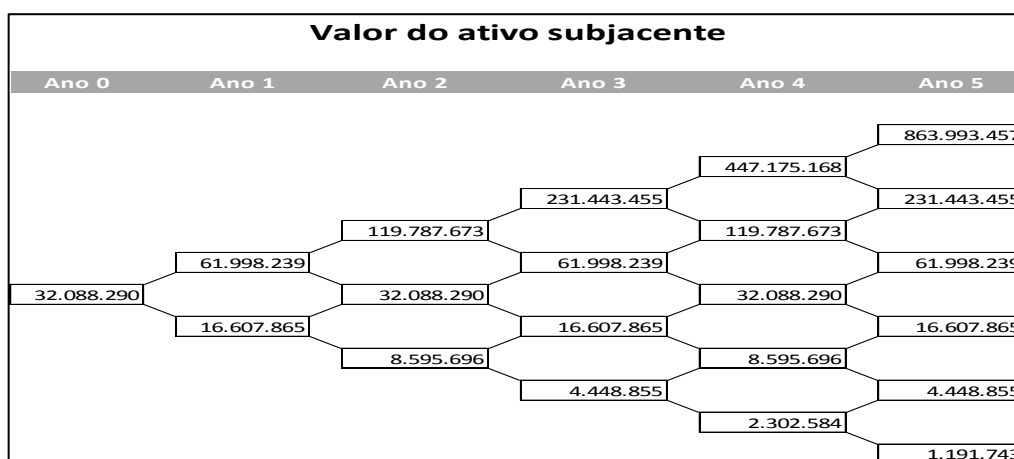 Valor do ativo subjacente
Ano 0 Ano 1 Ano 2 Ano 3 Ano 4 Ano 5
863.993.457
447.175.168
231.443.455 231.443.455
119.787.673 119.787.673
61.998.239 61.998.239 61.998.239
32.088.290 32.088.290 32.088.290
16.607.865 16.607.865 16.607.865
8.595.696 8.595.696
4.448.855 4.448.855
2.302.584
1.191.743